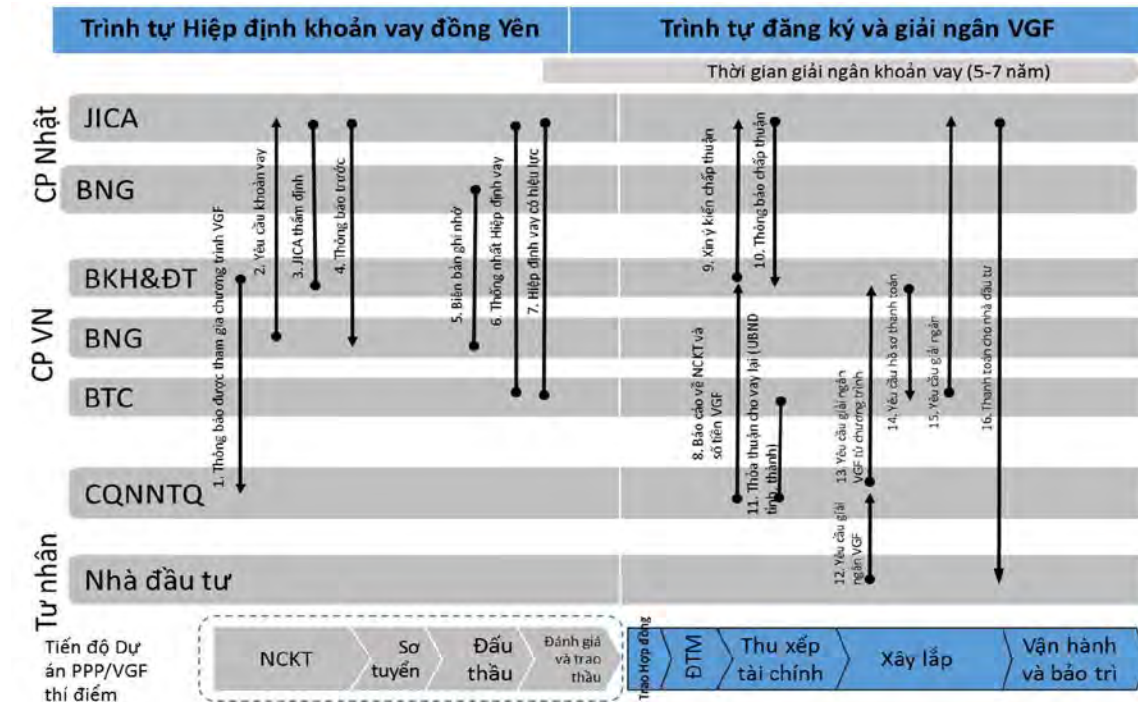 Trình tự Hiệp định khoản vay đồng Yên
Trình tự đăng ký và giải ngân VGF
Thời gian giải ngân khoản vay (5-7 năm)
CP Nhật
JICA
BNG
CP VN
BKH&ĐT
BNG
BTC
CQNNTQ
Tư nhân
Nhà đầu tư
1. Thông báo được tham gia chương trình VGF
2. Yêu cầu khoản vay
3. JICA thẩm định
4. Thông báo trước
5. Biên bản ghi nhớ
6. Thống nhất Hiệp định vay
7. Hiệp định vay có hiệu lực
8. Báo cáo về NCKT và
số tiền VGF
9. Xin ý kiến chấp thuận
10. Thông báo chấp thuận
11. Thỏa thuận cho vay lại (UBND
tỉnh, thành)
12. Yêu cầu giải
ngân VGF
13. Yêu cầu giải ngân
VGF từ chương trình
14. Yêu cầu hồ sơ thanh toán
15. Yêu cầu giải ngân
16. Thanh toán cho nhà đầu tư
Tiến độ Dự
án PPP/VGF
thí điểm
NCKT
Sơ
tuyển
Đấu
thầu
Đánh giá
và trao
thầu
Trao Hợp đồng
ĐTM
Thu xếp
tài chính
Xây lắp
Vận hành
và bảo trì